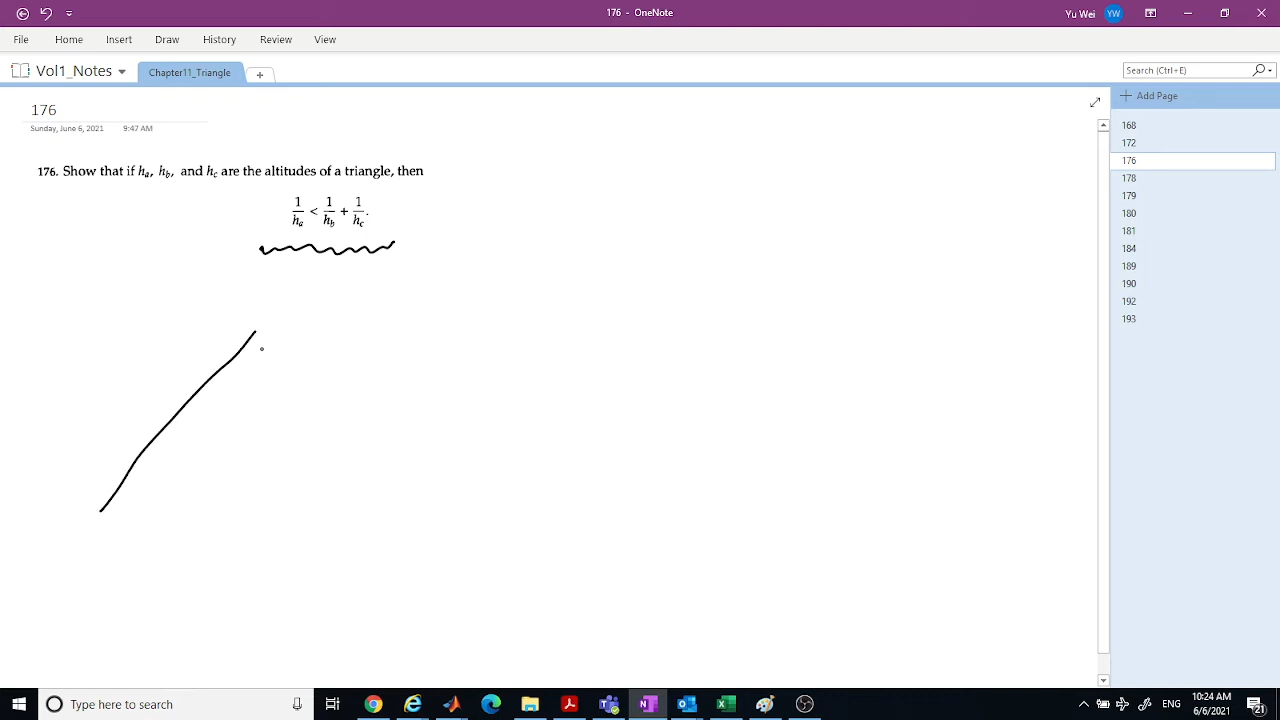 176 - OneNote
Yu Wei YW
File Home Insert Draw History Review View
Vol1_Notes Chapter11_Triangle +
Search (Ctrl+E)
176
Sunday, June 6, 2021 9:47 AM
176. Show that if hₐ, h_b, and h_c are the altitudes of a triangle, then
1/hₐ < 1/h_b + 1/h_c.
Add Page
168
172
176
178
179
180
181
184
189
190
192
193
Type here to search
ENG
10:24 AM
6/6/2021
21